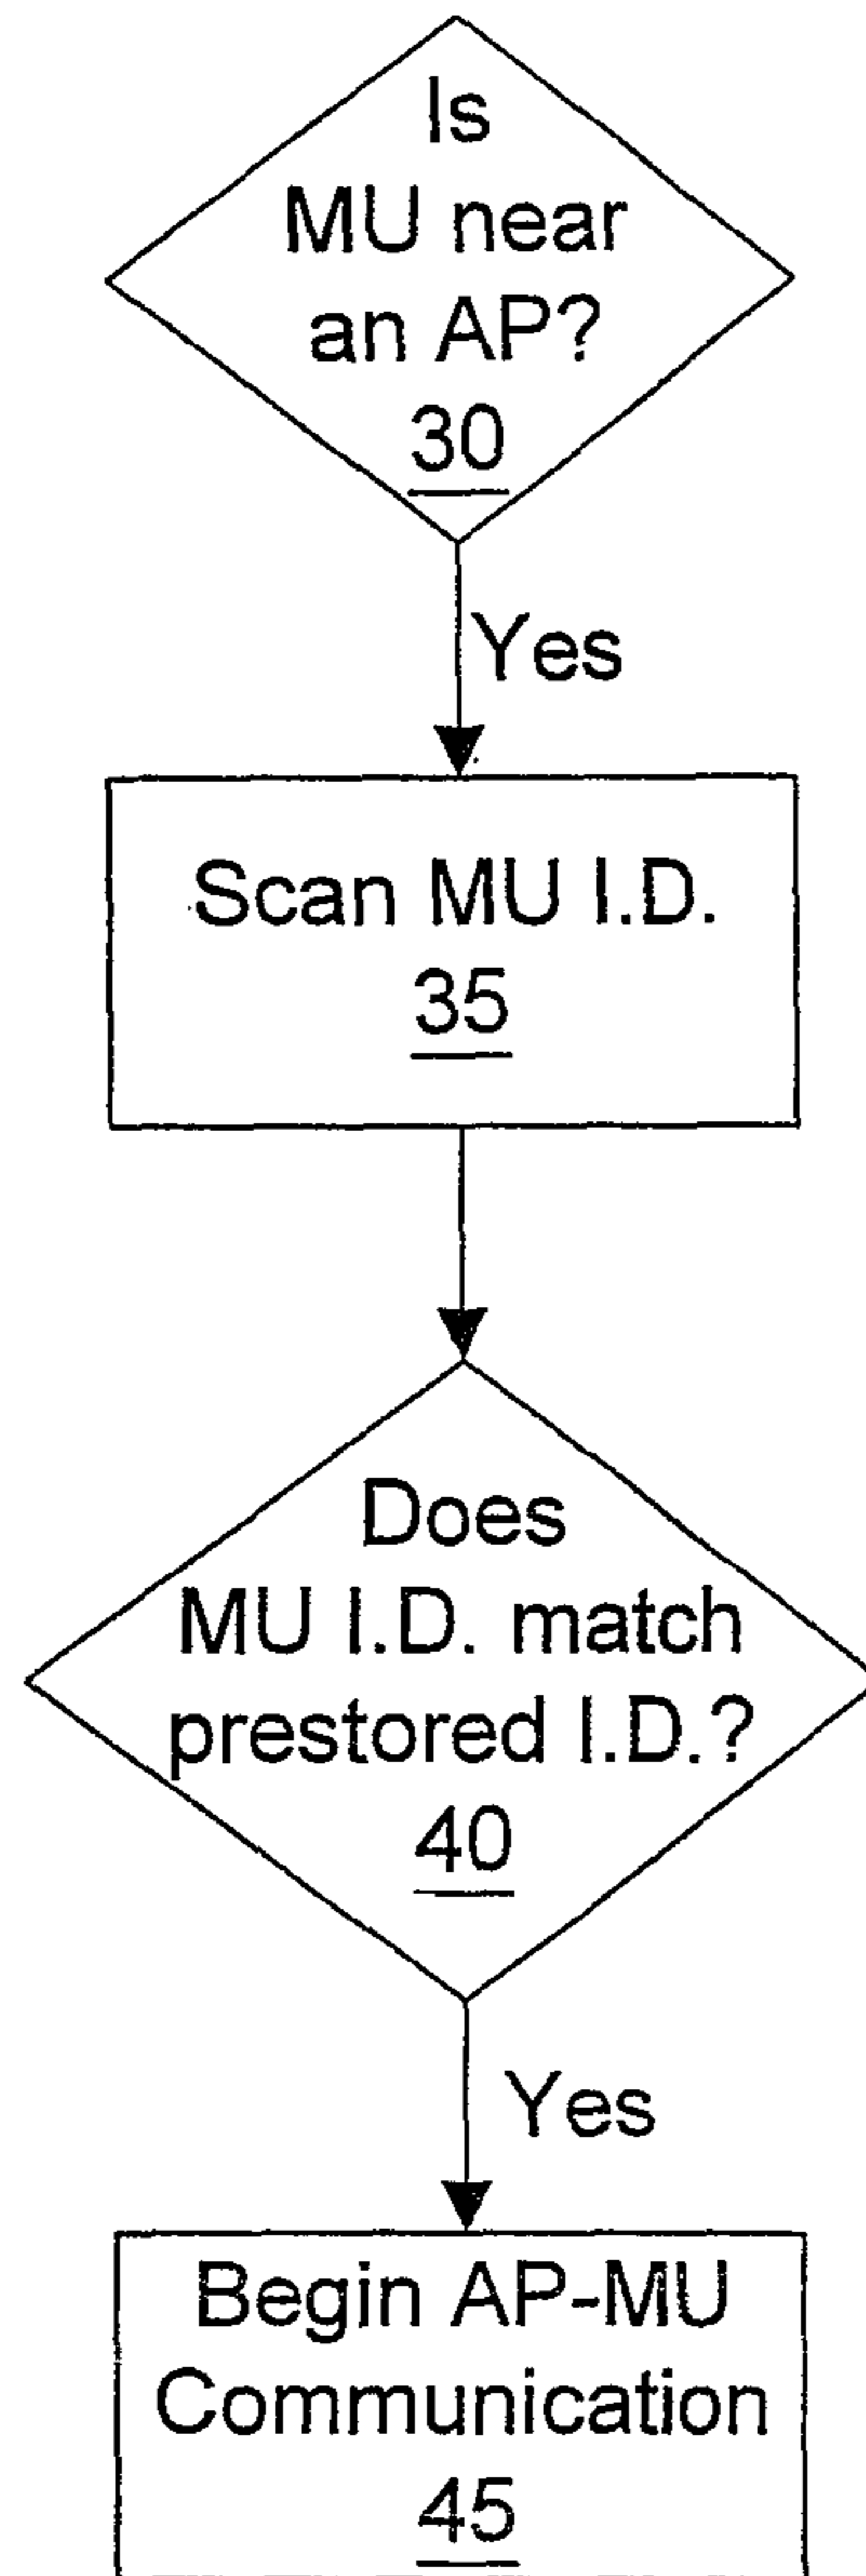 Is
MU near
an AP?
30
Yes
Scan MU I.D.
35
Does
MU I.D. match
prestored I.D.?
40
Yes
Begin AP-MU
Communication
45